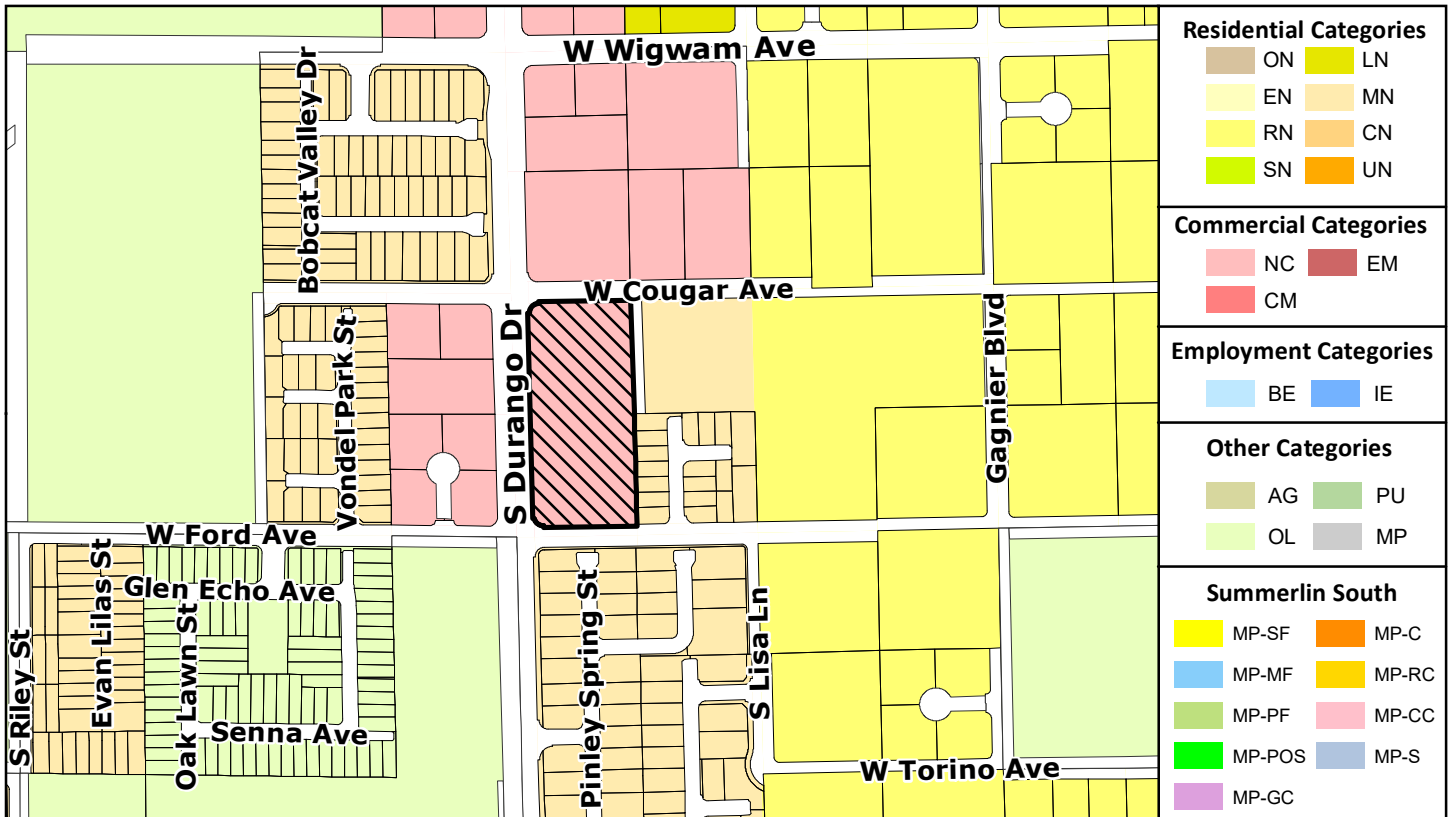 W Wigwam Ave
Bobcat Valley Dr
W Cougar Ave
S Durango Dr
Vondel Park St
Gagnier Blvd
W Ford Ave
Glen Echo Ave
Evan Lilas St
Oak Lawn St
S Riley St
Senna Ave
Pinley Spring St
S Lisa Ln
W Torino Ave
Residential Categories
ON LN
EN MN
RN CN
SN UN
Commercial Categories
NC EM
CM
Employment Categories
BE IE
Other Categories
AG PU
OL MP
Summerlin South
MP-SF MP-C
MP-MF MP-RC
MP-PF MP-CC
MP-POS MP-S
MP-GC